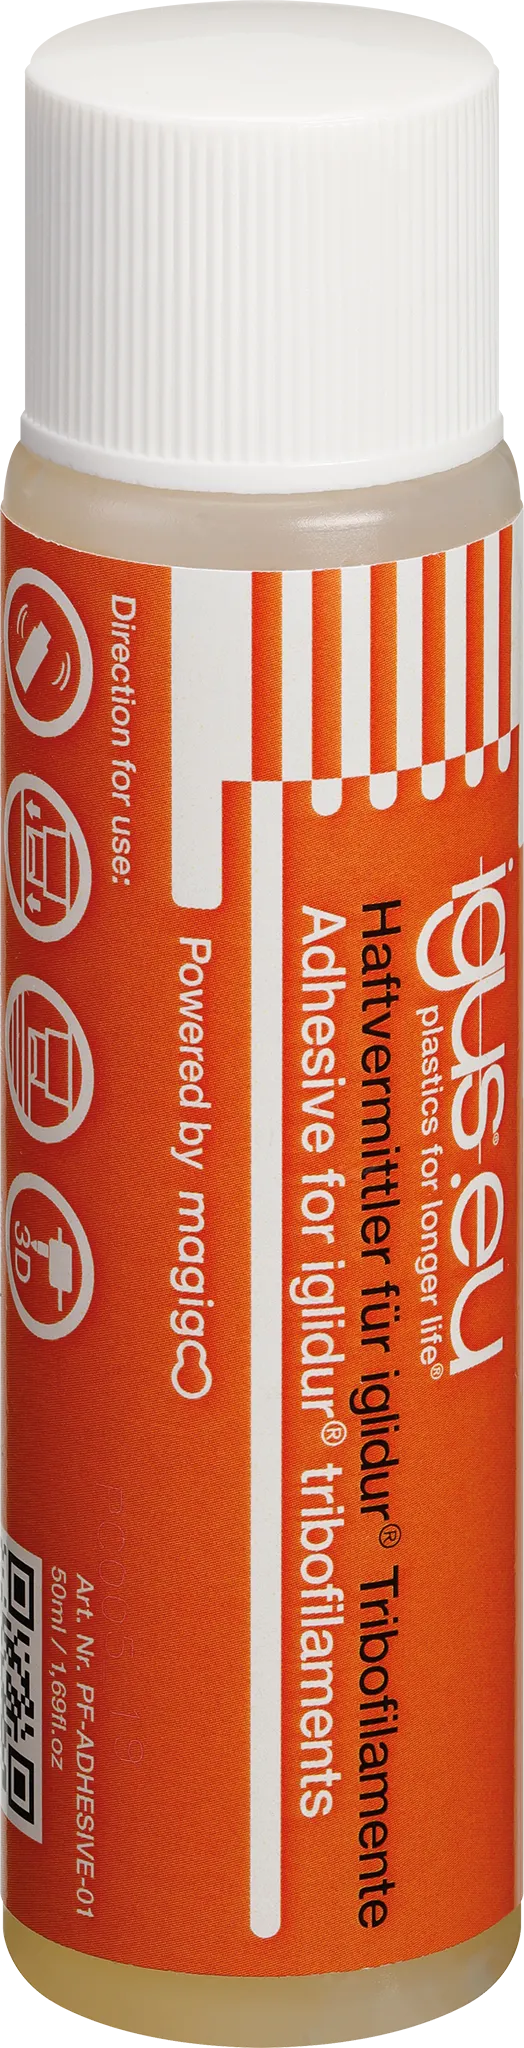 igus®.eu
plastics for longer life®
Haftvermittler für iglidur® Tribofilamente
Adhesive for iglidur® tribofilaments
Powered by magigoo
Direction for use:
3D
Art. Nr. PF-ADHESIVE-01
50ml / 1,69fl.oz